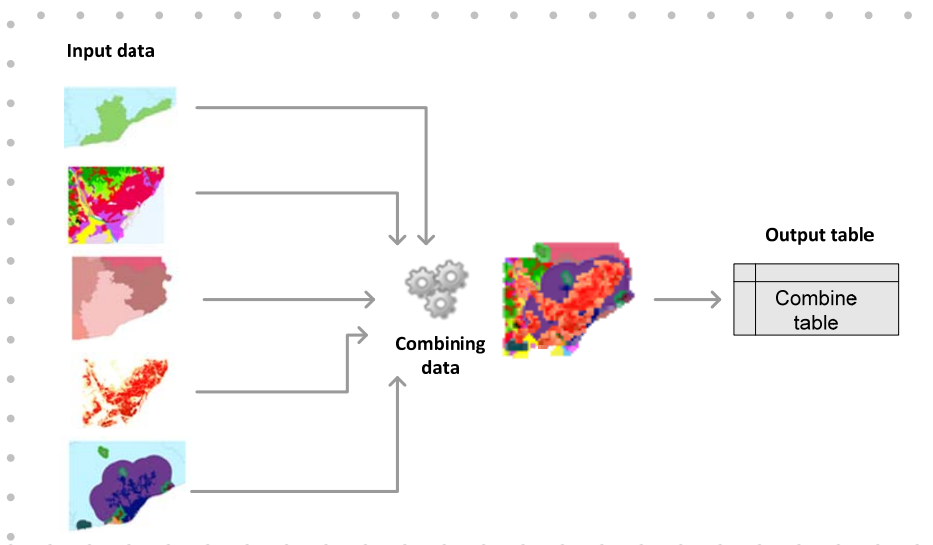 Input data
Combining
data
Output table
Combine
table